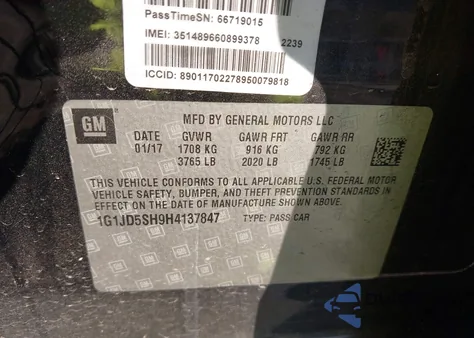 PassTimeSN: 66719015
IMEI: 351489660899378 2239
ICCID: 89011702278950079818
GM
MFD BY GENERAL MOTORS LLC
DATE GVWR GAWR FRT GAWR RR
01/17 1708 KG 916 KG 792 KG
3765 LB 2020 LB 1745 LB
THIS VEHICLE CONFORMS TO ALL APPLICABLE U.S. FEDERAL MOTOR
VEHICLE SAFETY, BUMPER, AND THEFT PREVENTION STANDARDS IN
EFFECT ON THE DATE OF MANUFACTURE SHOWN ABOVE.
1G1JD5SH9H4137847 TYPE: PASS CAR